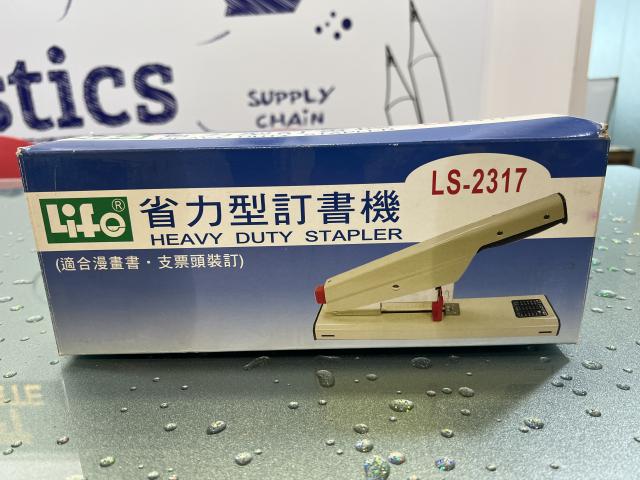 stics
SUPPLY
CHAIN
Life®
省力型訂書機
HEAVY DUTY STAPLER
LS-2317
(適合漫畫書・支票頭裝訂)